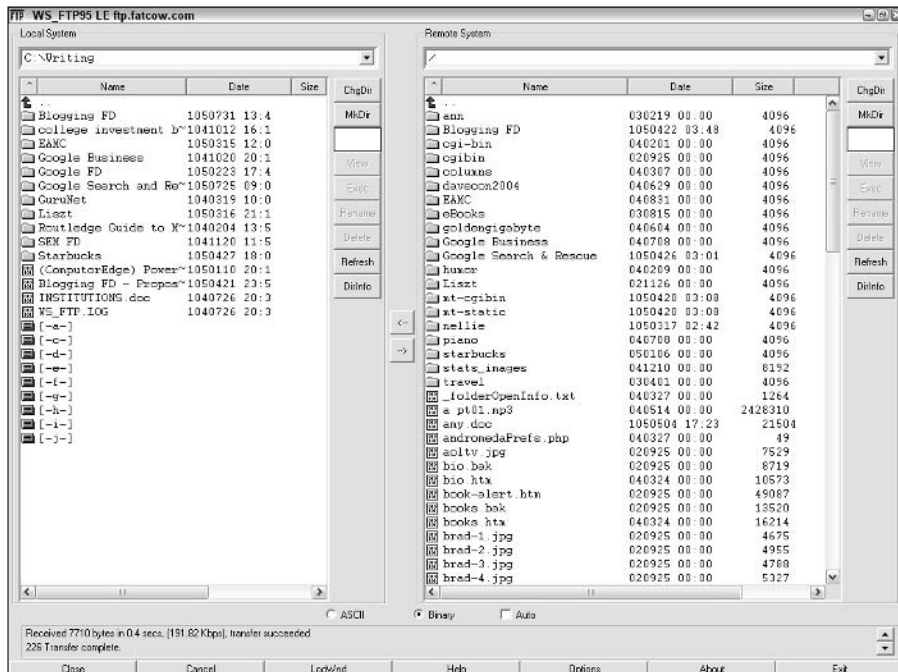 WS_FTP95 LE ftp.fatcow.com
Local System
C:\Writing
^ Name Date Size
..
Blogging FD 1050731 13:4
college investment b~1041012 16:1
EAMC 1050315 12:0
Google Business 1041020 20:1
Google FD 1050223 17:4
Google Search and Re~1050725 09:0
GuruNet 1040319 10:0
Liszt 1050316 21:1
Routledge Guide to M~1040204 13:5
SEM FD 1041120 11:5
Starbucks 1050427 18:0
(ComputorEdge) Power~1050110 20:1
Blogging FD - Propos~1050421 23:5
INSTITUTIONS.doc 1040726 20:3
WS_FTP.LOG 1040726 20:3
[-a-]
[-c-]
[-d-]
[-e-]
[-f-]
[-g-]
[-h-]
[-i-]
[-j-]
ChgDir
MkDir
View
Exec
Rename
Delete
Refresh
DirInfo
<--
-->
Remote System
/
^ Name Date Size
..
ann 030219 00:00 4096
Blogging FD 1050422 03:48 4096
cgi-bin 040201 00:00 4096
cgibin 020925 00:00 4096
columns 040307 00:00 4096
davecon2004 040629 00:00 4096
EAMC 040831 00:00 4096
eBooks 030815 00:00 4096
goldengigabyte 040604 00:00 4096
Google Business 040708 00:00 4096
Google Search & Rescue 1050426 03:01 4096
humor 040209 00:00 4096
Liszt 021126 00:00 4096
mt-cgibin 1050420 03:08 4096
mt-static 1050420 03:08 4096
nellie 1050317 02:42 4096
piano 040708 00:00 4096
starbucks 050106 00:00 4096
stats_images 041210 00:00 8192
travel 030401 00:00 4096
_folderOpenInfo.txt 040327 00:00 1264
a_pt01.mp3 040514 00:00 2428310
any.doc 1050504 17:23 21504
andromedaPrefs.php 040327 00:00 49
aoltv.jpg 020925 00:00 7529
bio.bak 020925 00:00 8719
bio.htm 040324 00:00 10573
book-alert.htm 020925 00:00 49087
books.bak 020925 00:00 13520
books.htm 040324 00:00 16214
brad-1.jpg 020925 00:00 4675
brad-2.jpg 020925 00:00 4955
brad-3.jpg 020925 00:00 4788
brad-4.jpg 020925 00:00 5327
ChgDir
MkDir
View
Exec
Rename
Delete
Refresh
DirInfo
ASCII Binary Auto
Received 7710 bytes in 0.4 secs, [191.82 Kbps], transfer succeeded
226 Transfer complete.
Close Cancel LogWnd Help Options About Exit